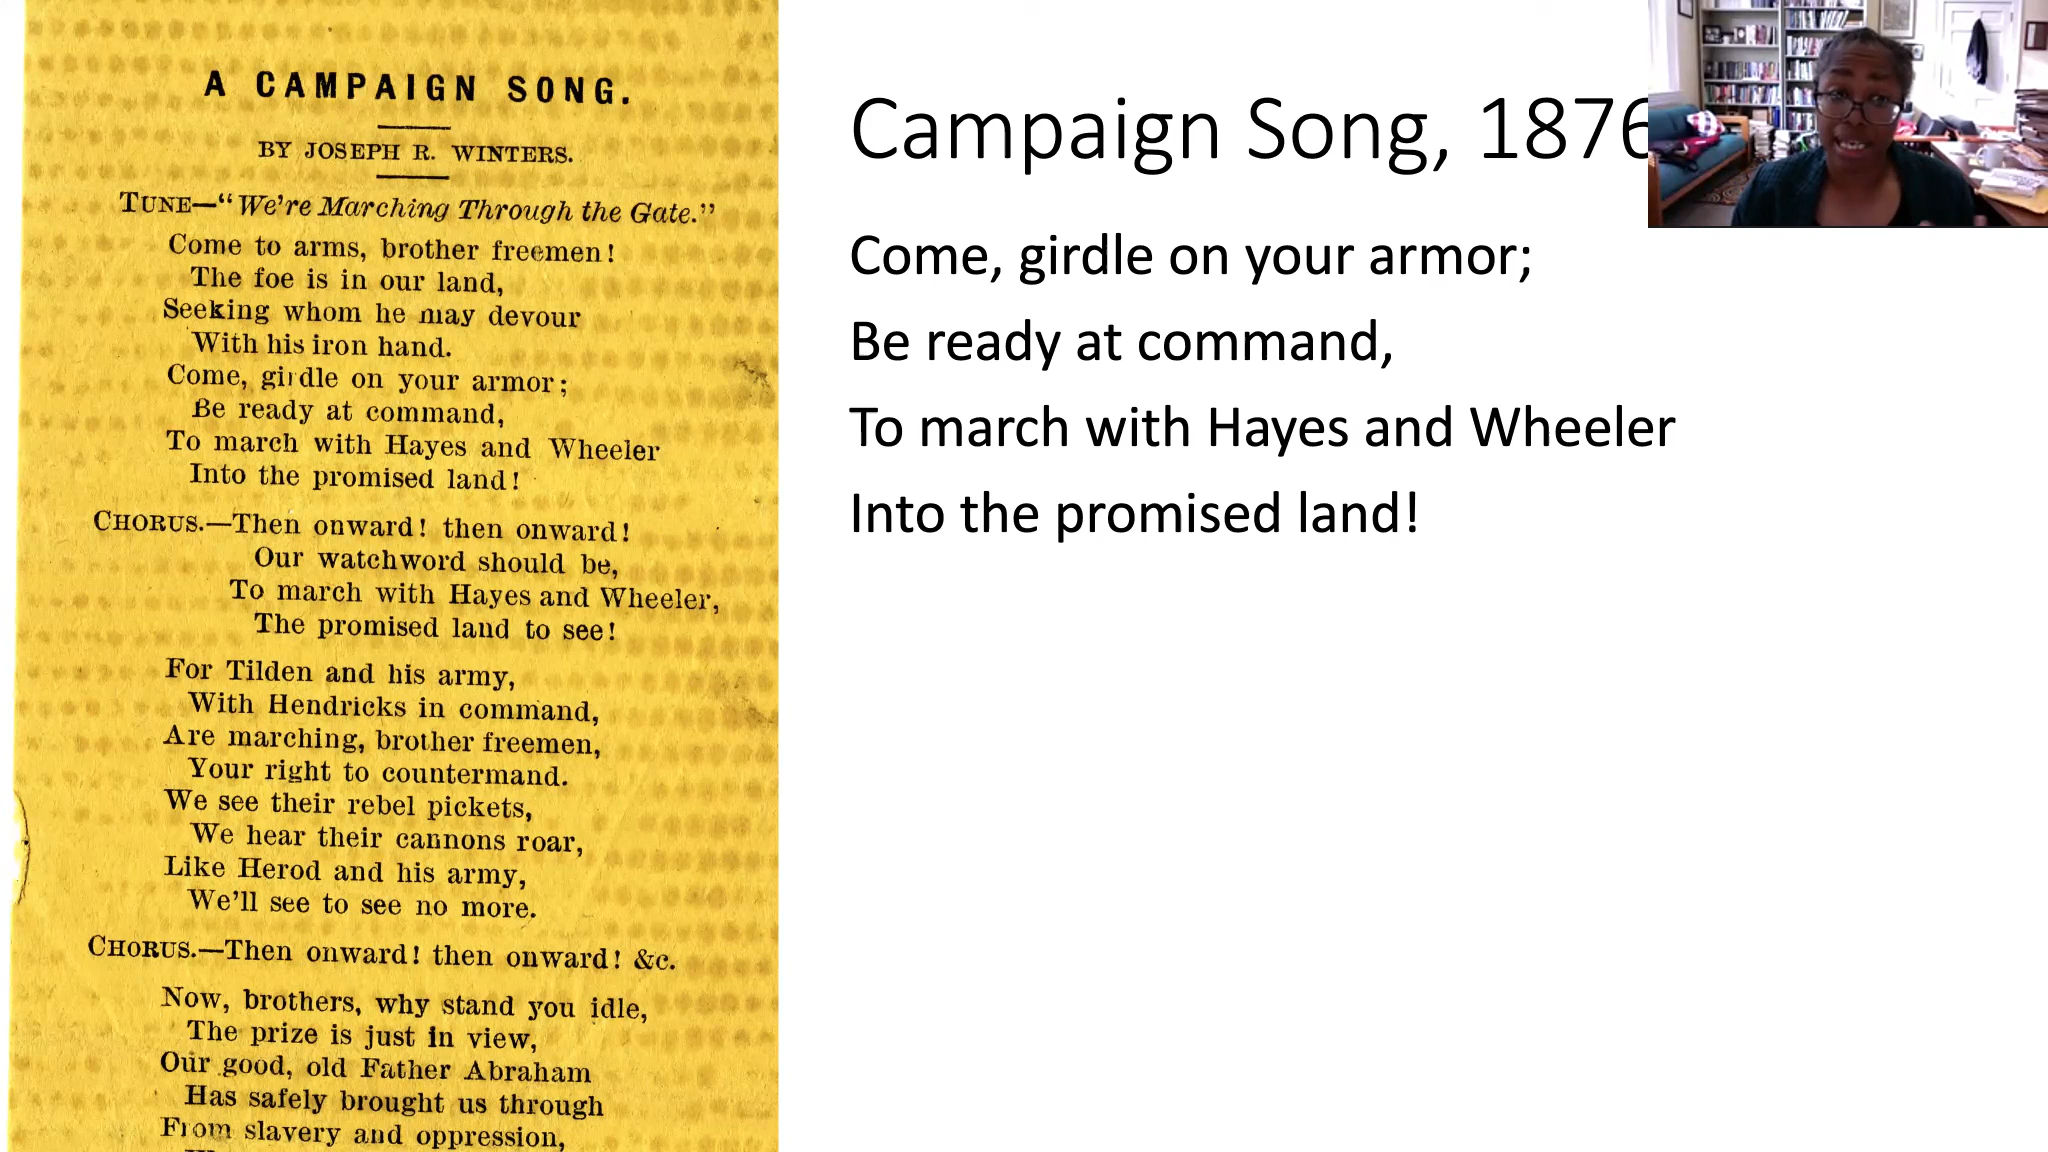 A CAMPAIGN SONG.
BY JOSEPH R. WINTERS.
TUNE—“We're Marching Through the Gate.”
Come to arms, brother freemen!
The foe is in our land,
Seeking whom he may devour
With his iron hand.
Come, girdle on your armor;
Be ready at command,
To march with Hayes and Wheeler
Into the promised land!
CHORUS.—Then onward! then onward!
Our watchword should be,
To march with Hayes and Wheeler,
The promised land to see!
For Tilden and his army,
With Hendricks in command,
Are marching, brother freemen,
Your right to countermand.
We see their rebel pickets,
We hear their cannons roar,
Like Herod and his army,
We'll see to see no more.
CHORUS.—Then onward! then onward! &c.
Now, brothers, why stand you idle,
The prize is just in view,
Our good, old Father Abraham
Has safely brought us through
From slavery and oppression,
Campaign Song, 1876
Come, girdle on your armor;
Be ready at command,
To march with Hayes and Wheeler
Into the promised land!